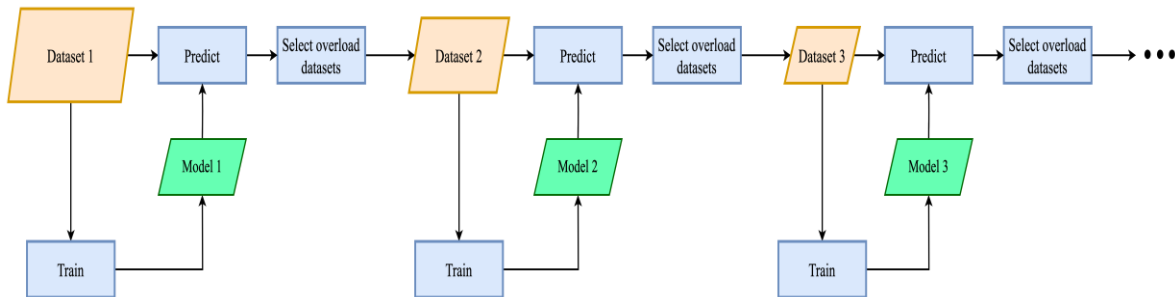 Dataset 1
Predict
Select overload
datasets
Dataset 2
Predict
Select overload
datasets
Dataset 3
Predict
Select overload
datasets
Model 1
Model 2
Model 3
Train
Train
Train